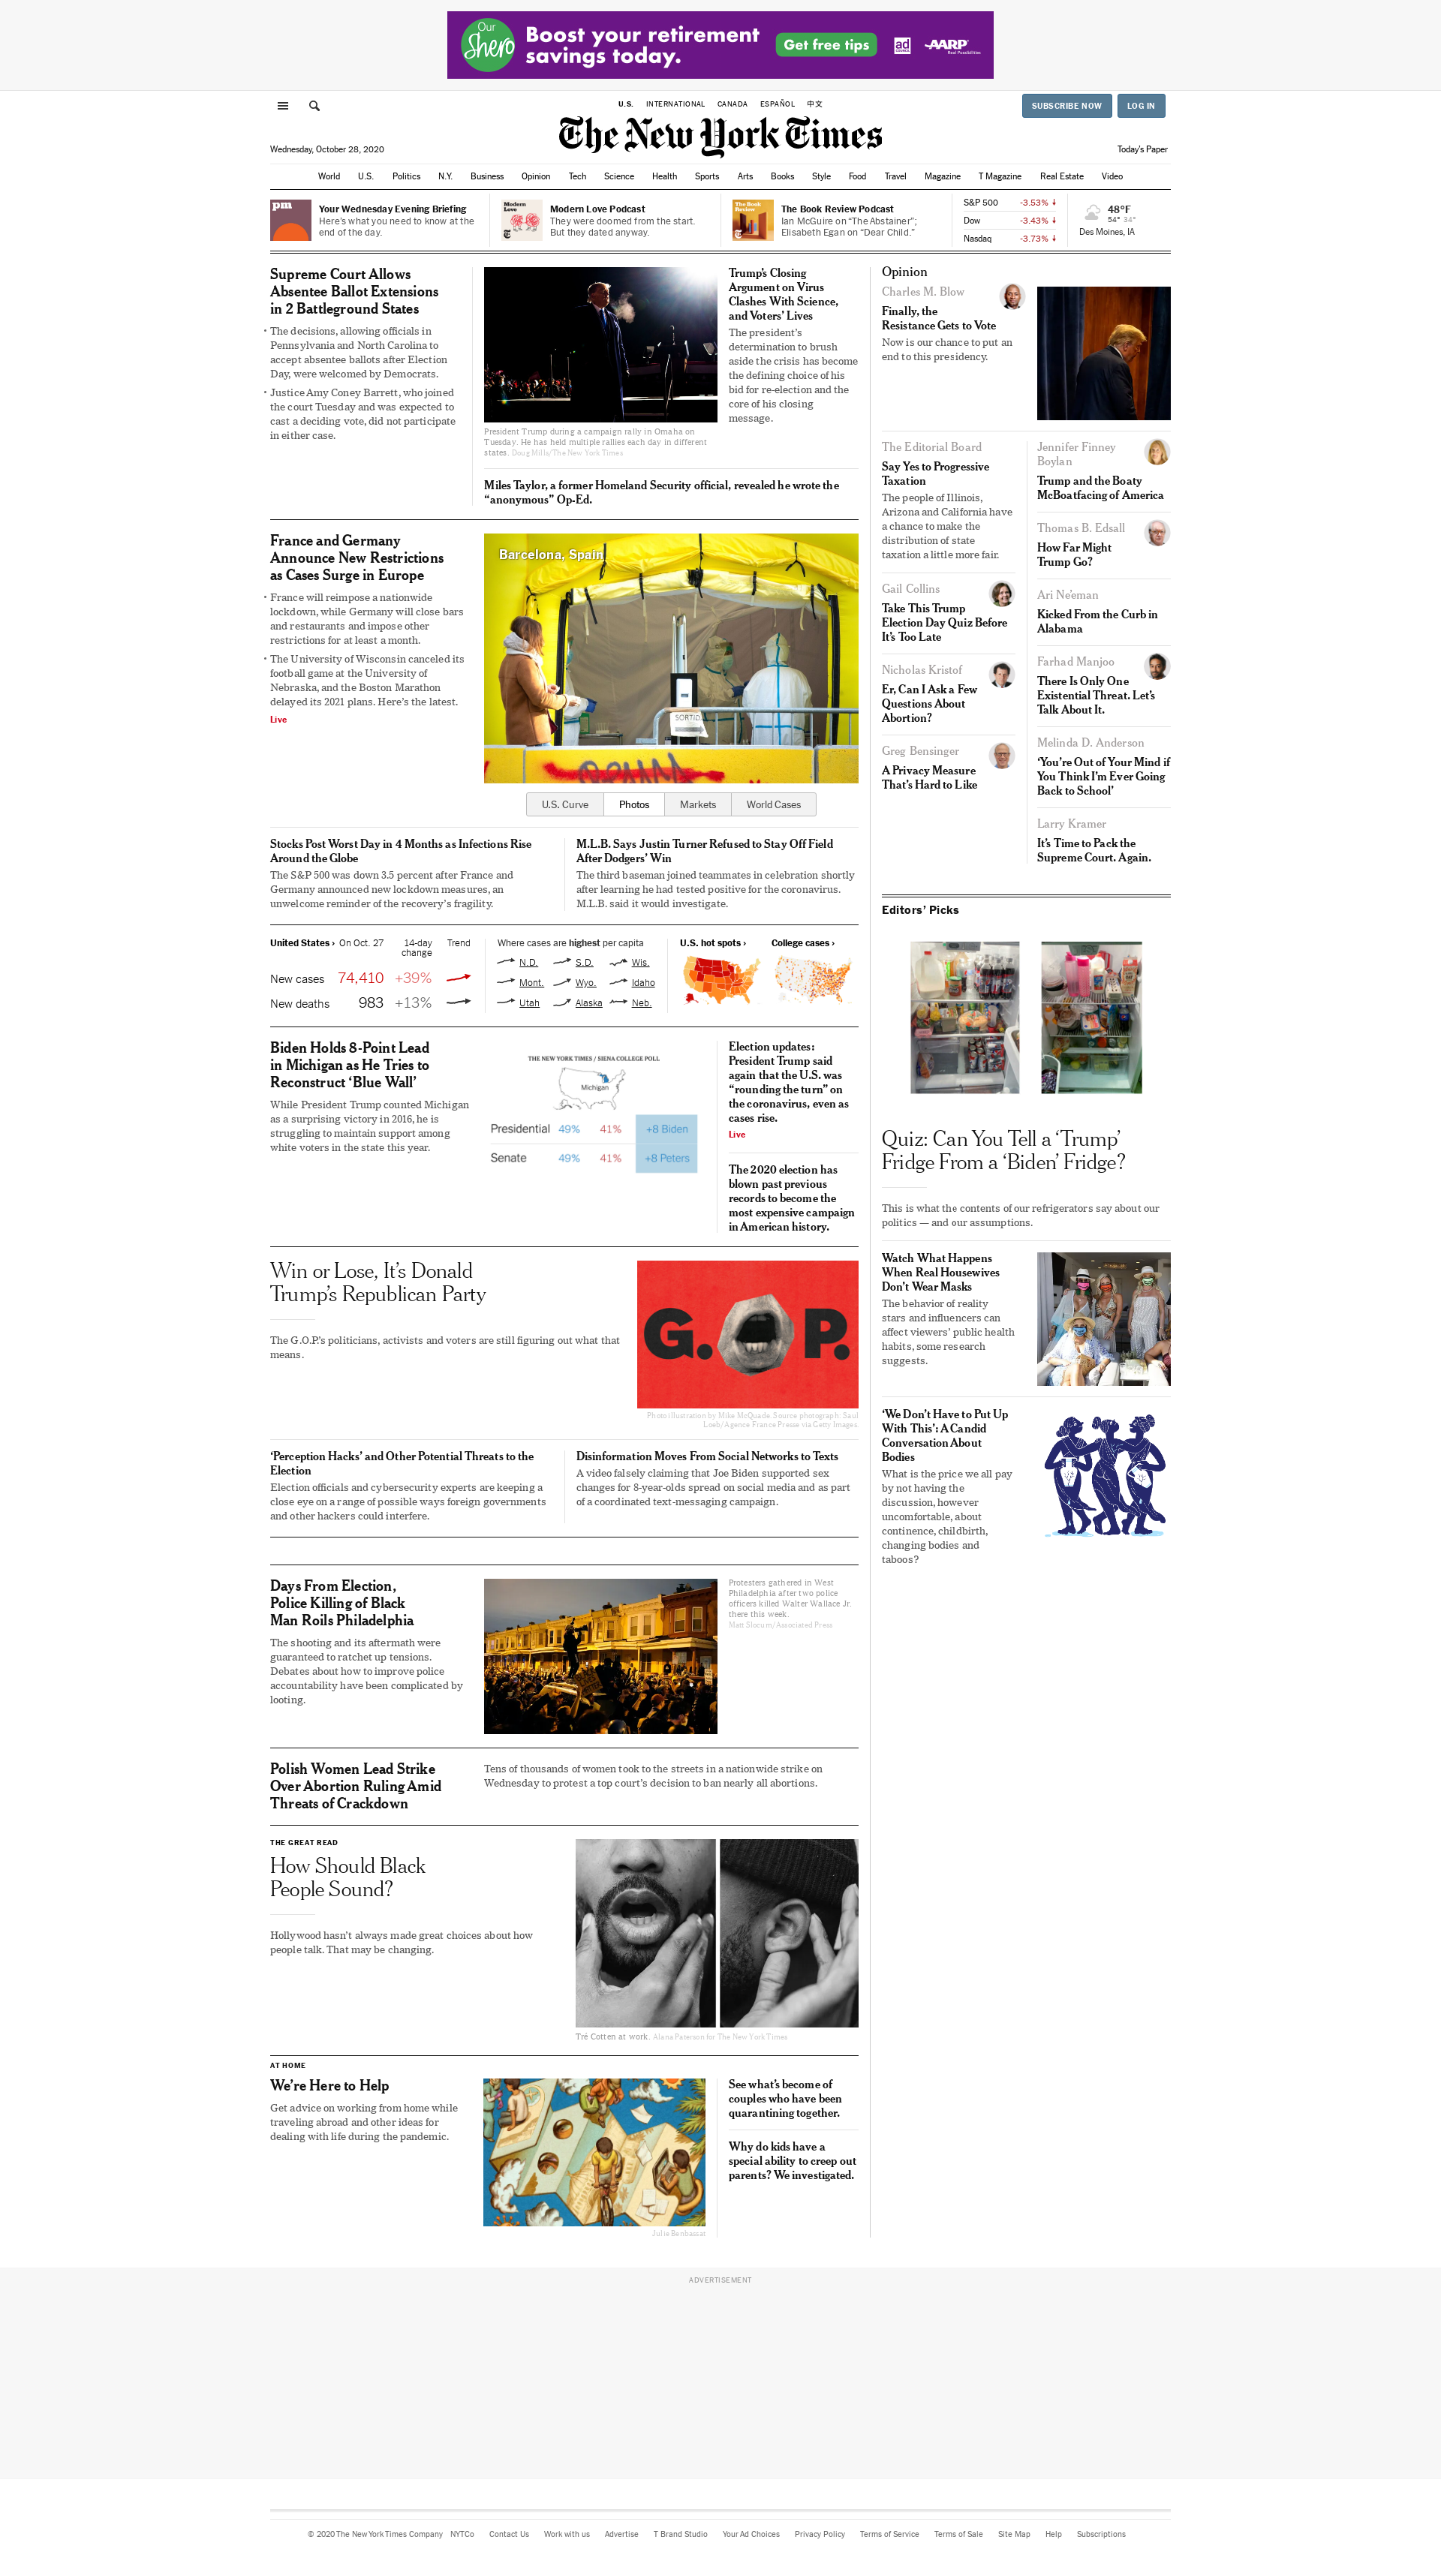 Our Shero
Boost your retirement
savings today.
Get free tips
ad
AARP
Real Possibilities
U.S. INTERNATIONAL CANADA ESPAÑOL 中文
SUBSCRIBE NOW LOG IN
The New York Times
Wednesday, October 28, 2020
Today's Paper
World U.S. Politics N.Y. Business Opinion Tech Science Health Sports Arts Books Style Food Travel Magazine T Magazine Real Estate Video
pm
Your Wednesday Evening Briefing
Here's what you need to know at the
end of the day.
Modern Love
Modern Love Podcast
They were doomed from the start.
But they dated anyway.
The Book Review
The Book Review Podcast
Ian McGuire on “The Abstainer”;
Elisabeth Egan on “Dear Child.”
S&P 500 -3.53%
Dow -3.43%
Nasdaq -3.73%
48°F
54° 34°
Des Moines, IA
Supreme Court Allows
Absentee Ballot Extensions
in 2 Battleground States
• The decisions, allowing officials in
Pennsylvania and North Carolina to
accept absentee ballots after Election
Day, were welcomed by Democrats.
• Justice Amy Coney Barrett, who joined
the court Tuesday and was expected to
cast a deciding vote, did not participate
in either case.
President Trump during a campaign rally in Omaha on
Tuesday. He has held multiple rallies each day in different
states. Doug Mills/The New York Times
Trump’s Closing
Argument on Virus
Clashes With Science,
and Voters’ Lives
The president’s
determination to brush
aside the crisis has become
the defining choice of his
bid for re-election and the
core of his closing
message.
Miles Taylor, a former Homeland Security official, revealed he wrote the
“anonymous” Op-Ed.
France and Germany
Announce New Restrictions
as Cases Surge in Europe
• France will reimpose a nationwide
lockdown, while Germany will close bars
and restaurants and impose other
restrictions for at least a month.
• The University of Wisconsin canceled its
football game at the University of
Nebraska, and the Boston Marathon
delayed its 2021 plans. Here’s the latest.
Live
Barcelona, Spain
SORTIDA
U.S. Curve Photos Markets World Cases
Stocks Post Worst Day in 4 Months as Infections Rise
Around the Globe
The S&P 500 was down 3.5 percent after France and
Germany announced new lockdown measures, an
unwelcome reminder of the recovery’s fragility.
M.L.B. Says Justin Turner Refused to Stay Off Field
After Dodgers’ Win
The third baseman joined teammates in celebration shortly
after learning he had tested positive for the coronavirus.
M.L.B. said it would investigate.
United States › On Oct. 27 14-day Trend
change
New cases 74,410 +39%
New deaths 983 +13%
Where cases are highest per capita
N.D. S.D. Wis.
Mont. Wyo. Idaho
Utah Alaska Neb.
U.S. hot spots › College cases ›
Biden Holds 8-Point Lead
in Michigan as He Tries to
Reconstruct ‘Blue Wall’
While President Trump counted Michigan
as a surprising victory in 2016, he is
struggling to maintain support among
white voters in the state this year.
THE NEW YORK TIMES / SIENA COLLEGE POLL
Michigan
Presidential 49% 41% +8 Biden
Senate 49% 41% +8 Peters
Election updates:
President Trump said
again that the U.S. was
“rounding the turn” on
the coronavirus, even as
cases rise.
Live
The 2020 election has
blown past previous
records to become the
most expensive campaign
in American history.
Win or Lose, It’s Donald
Trump’s Republican Party
The G.O.P.’s politicians, activists and voters are still figuring out what that
means.
G.O.P.
Photo illustration by Mike McQuade. Source photograph: Saul
Loeb/Agence France-Presse via Getty Images.
‘Perception Hacks’ and Other Potential Threats to the
Election
Election officials and cybersecurity experts are keeping a
close eye on a range of possible ways foreign governments
and other hackers could interfere.
Disinformation Moves From Social Networks to Texts
A video falsely claiming that Joe Biden supported sex
changes for 8-year-olds spread on social media and as part
of a coordinated text-messaging campaign.
Days From Election,
Police Killing of Black
Man Roils Philadelphia
The shooting and its aftermath were
guaranteed to ratchet up tensions.
Debates about how to improve police
accountability have been complicated by
looting.
Protesters gathered in West
Philadelphia after two police
officers killed Walter Wallace Jr.
there this week.
Matt Slocum/Associated Press
Polish Women Lead Strike
Over Abortion Ruling Amid
Threats of Crackdown
Tens of thousands of women took to the streets in a nationwide strike on
Wednesday to protest a top court’s decision to ban nearly all abortions.
THE GREAT READ
How Should Black
People Sound?
Hollywood hasn’t always made great choices about how
people talk. That may be changing.
Tré Cotten at work. Alana Paterson for The New York Times
AT HOME
We’re Here to Help
Get advice on working from home while
traveling abroad and other ideas for
dealing with life during the pandemic.
Julie Benbassat
See what’s become of
couples who have been
quarantining together.
Why do kids have a
special ability to creep out
parents? We investigated.
Opinion
Charles M. Blow
Finally, the
Resistance Gets to Vote
Now is our chance to put an
end to this presidency.
The Editorial Board
Say Yes to Progressive
Taxation
The people of Illinois,
Arizona and California have
a chance to make the
distribution of state
taxation a little more fair.
Gail Collins
Take This Trump
Election Day Quiz Before
It’s Too Late
Nicholas Kristof
Er, Can I Ask a Few
Questions About
Abortion?
Greg Bensinger
A Privacy Measure
That’s Hard to Like
Jennifer Finney
Boylan
Trump and the Boaty
McBoatfacing of America
Thomas B. Edsall
How Far Might
Trump Go?
Ari Ne’eman
Kicked From the Curb in
Alabama
Farhad Manjoo
There Is Only One
Existential Threat. Let’s
Talk About It.
Melinda D. Anderson
‘You’re Out of Your Mind if
You Think I’m Ever Going
Back to School’
Larry Kramer
It’s Time to Pack the
Supreme Court. Again.
Editors’ Picks
Quiz: Can You Tell a ‘Trump’
Fridge From a ‘Biden’ Fridge?
This is what the contents of our refrigerators say about our
politics — and our assumptions.
Watch What Happens
When Real Housewives
Don’t Wear Masks
The behavior of reality
stars and influencers can
affect viewers’ public health
habits, some research
suggests.
‘We Don’t Have to Put Up
With This’: A Candid
Conversation About
Bodies
What is the price we all pay
by not having the
discussion, however
uncomfortable, about
continence, childbirth,
changing bodies and
taboos?
ADVERTISEMENT
© 2020 The New York Times Company NYTCo Contact Us Work with us Advertise T Brand Studio Your Ad Choices Privacy Policy Terms of Service Terms of Sale Site Map Help Subscriptions